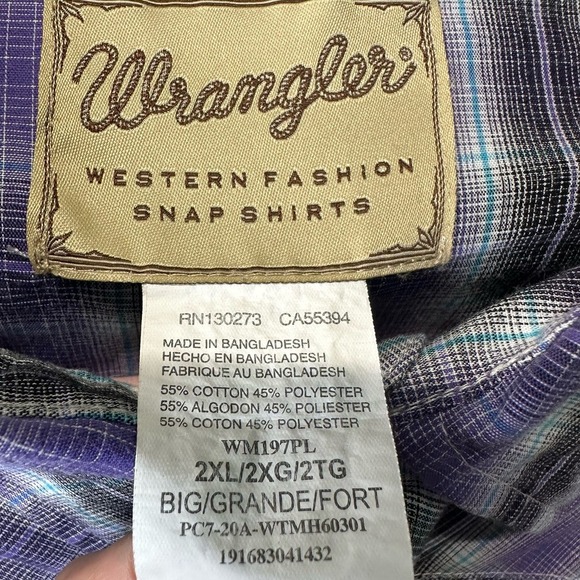 Wrangler
WESTERN FASHION
SNAP SHIRTS
RN130273 CA55394
MADE IN BANGLADESH
HECHO EN BANGLADESH
FABRIQUE AU BANGLADESH
55% COTTON 45% POLYESTER
55% ALGODON 45% POLIESTER
55% COTON 45% POLYESTER
WM197PL
2XL/2XG/2TG
BIG/GRANDE/FORT
PC7-20A-WTMH60301
191683041432